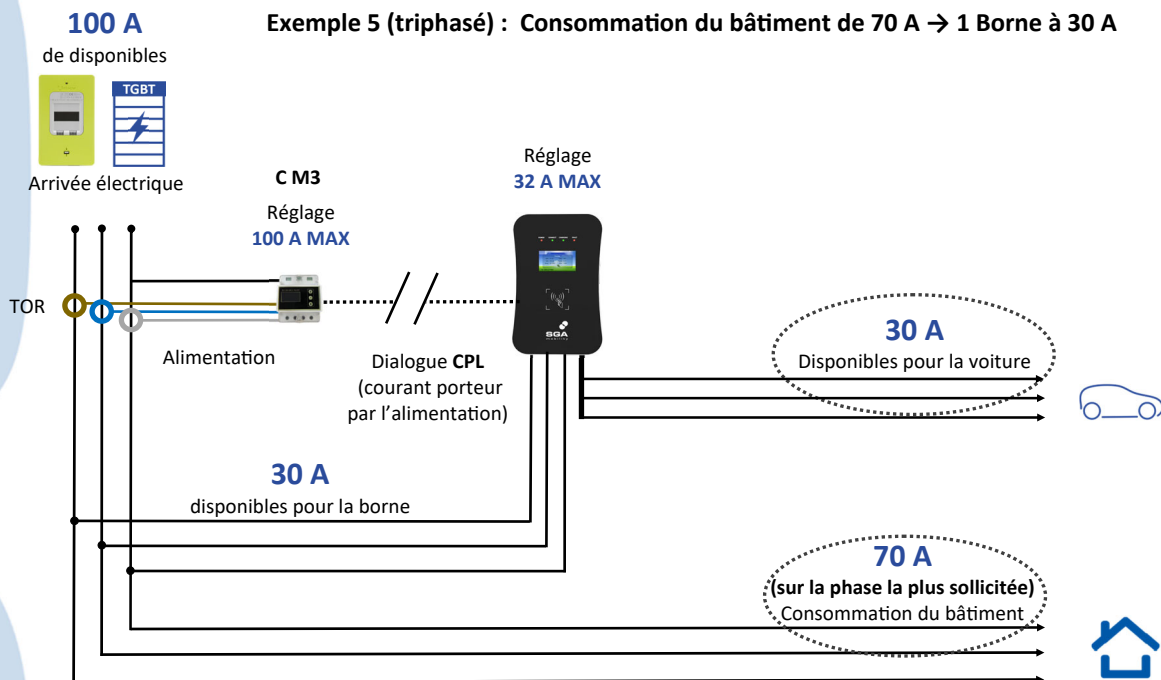 100 A
de disponibles
Exemple 5 (triphasé) : Consommation du bâtiment de 70 A → 1 Borne à 30 A
TGBT
Arrivée électrique
C M3
Réglage
100 A MAX
Réglage
32 A MAX
TOR
SGA
Alimentation
Dialogue CPL
(courant porteur
par l'alimentation)
30 A
Disponibles pour la voiture
30 A
disponibles pour la borne
70 A
(sur la phase la plus sollicitée)
Consommation du bâtiment